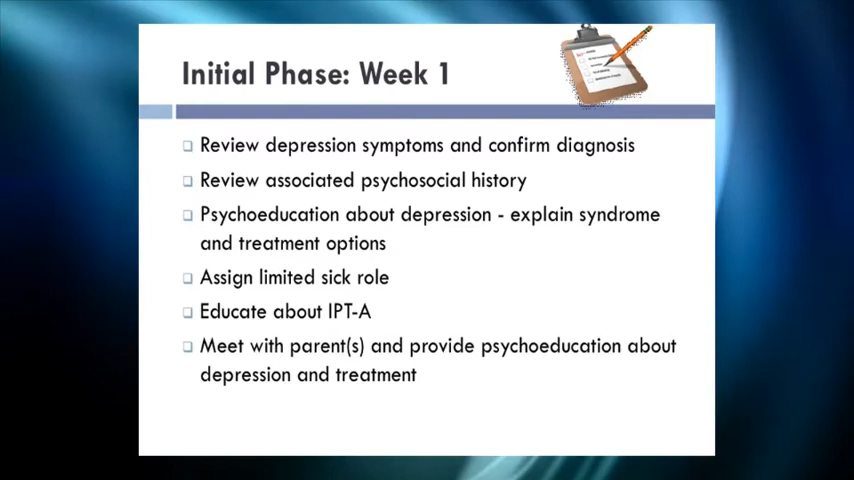 Initial Phase: Week 1
Review depression symptoms and confirm diagnosis
Review associated psychosocial history
Psychoeducation about depression - explain syndrome
and treatment options
Assign limited sick role
Educate about IPT-A
Meet with parent(s) and provide psychoeducation about
depression and treatment